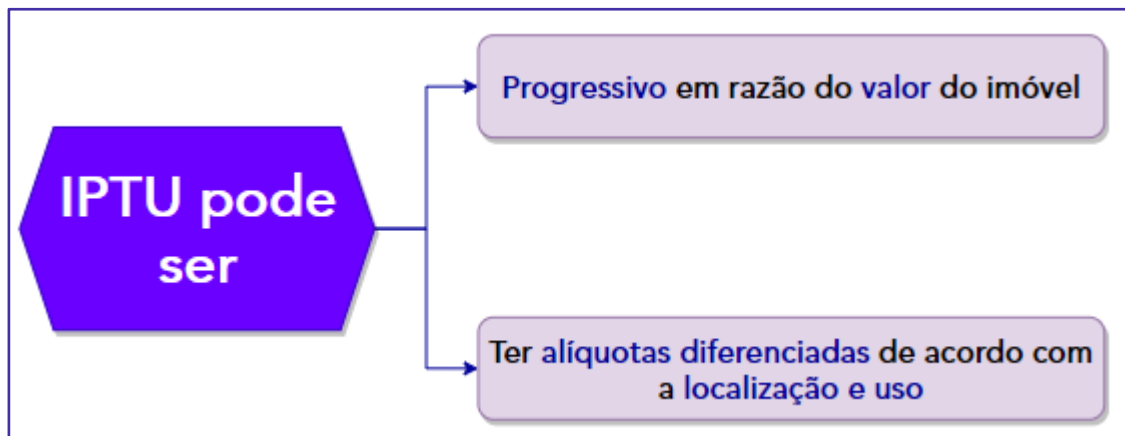 IPTU pode
ser
Progressivo em razão do valor do imóvel
Ter alíquotas diferenciadas de acordo com
a localização e uso